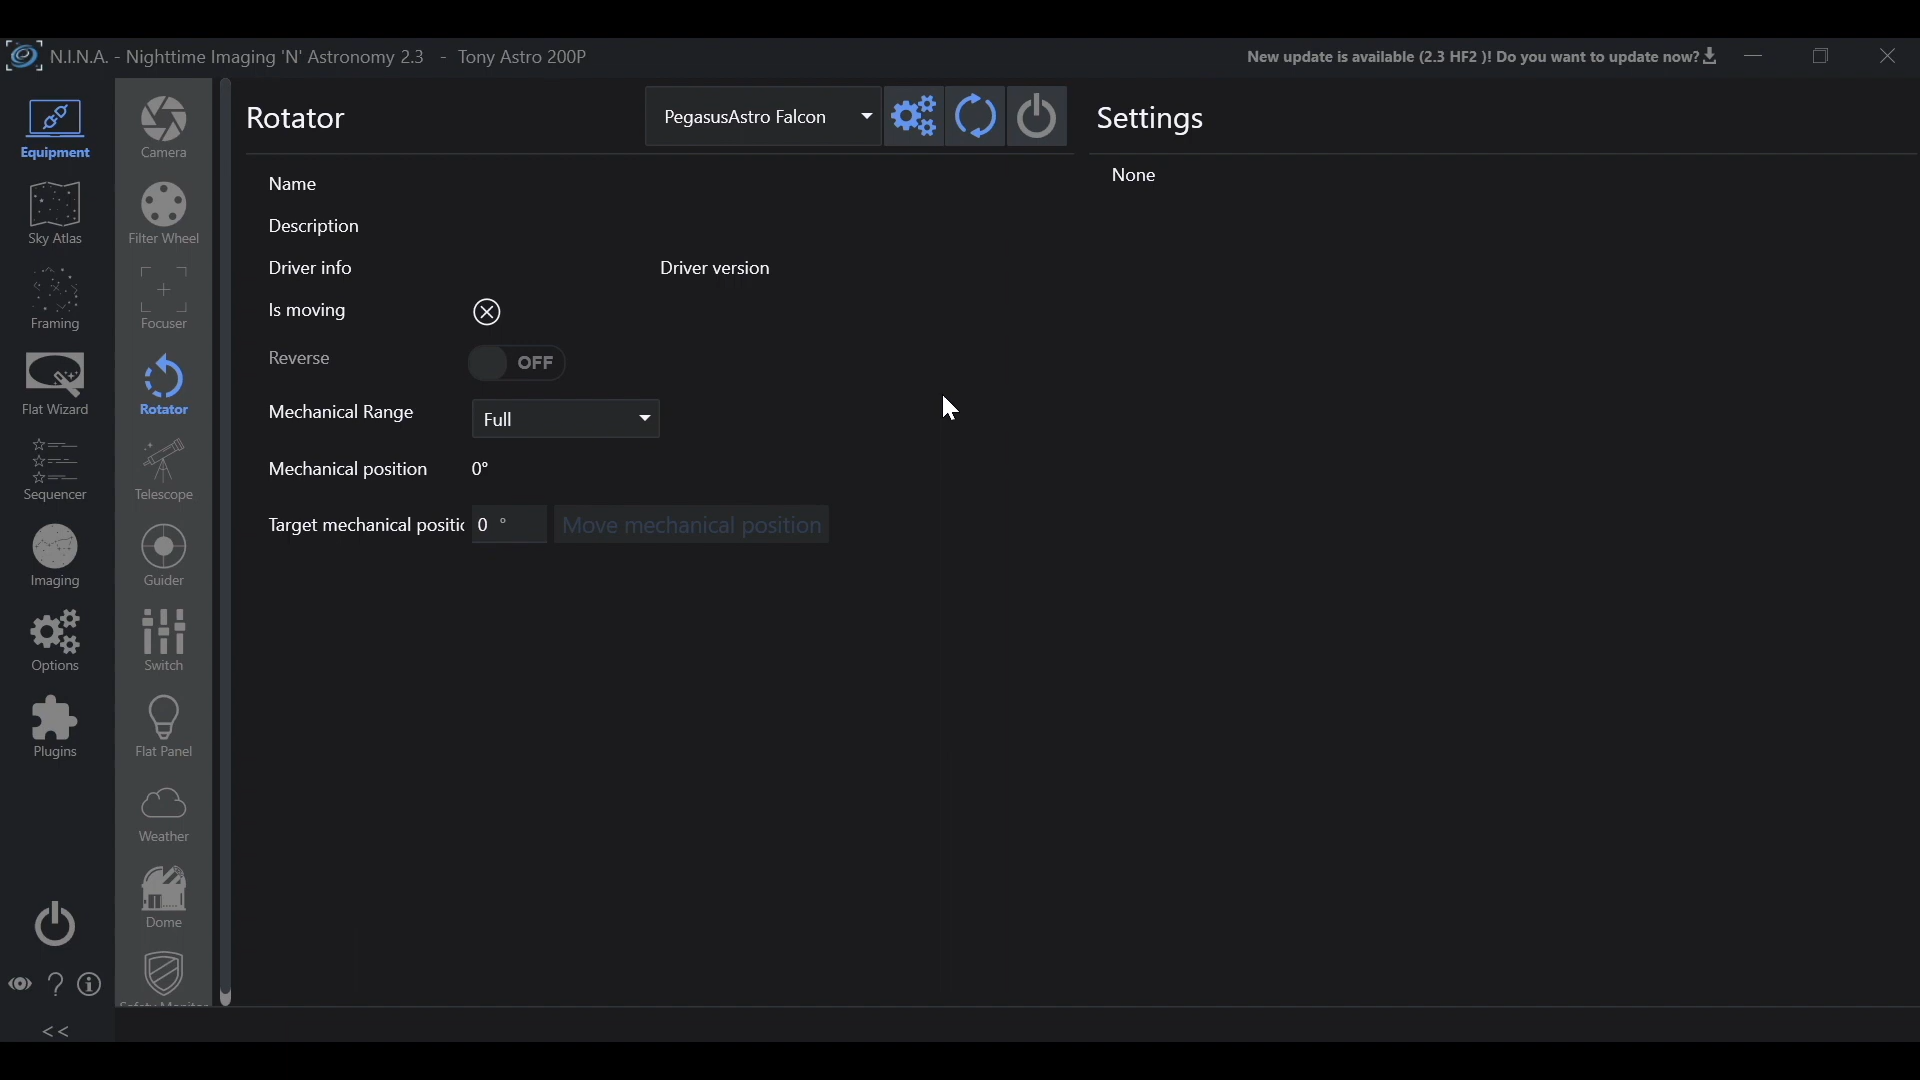 N.I.N.A. - Nighttime Imaging 'N' Astronomy 2.3 - Tony Astro 200P
New update is available (2.3 HF2 )! Do you want to update now?
Equipment
Sky Atlas
Framing
Flat Wizard
Sequencer
Imaging
Options
Plugins
<<
Camera
Filter Wheel
Focuser
Rotator
Telescope
Guider
Switch
Flat Panel
Weather
Dome
Safety Monitor
Rotator
PegasusAstro Falcon
Name
Description
Driver info
Driver version
Is moving
Reverse
OFF
Mechanical Range
Full
Mechanical position
0°
Target mechanical positic
0 °
Move mechanical position
Settings
None